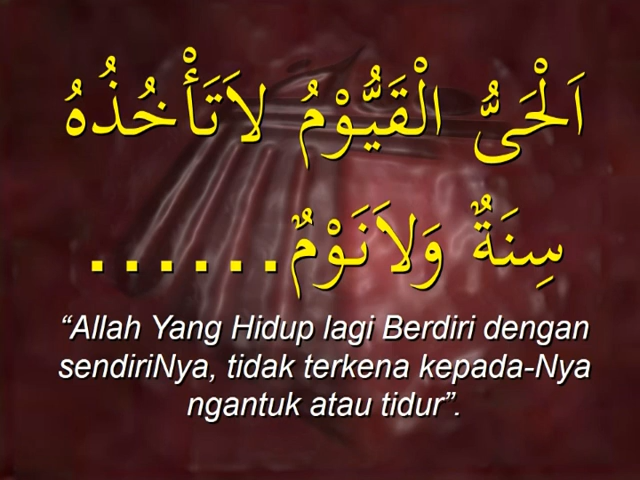 اَلْحَىُّ الْقَيُّوْمُ لاَتَأْخُذُهُ
سِنَةٌ وَلاَنَوْمٌ......
“Allah Yang Hidup lagi Berdiri dengan
sendiriNya, tidak terkena kepada-Nya
ngantuk atau tidur”.